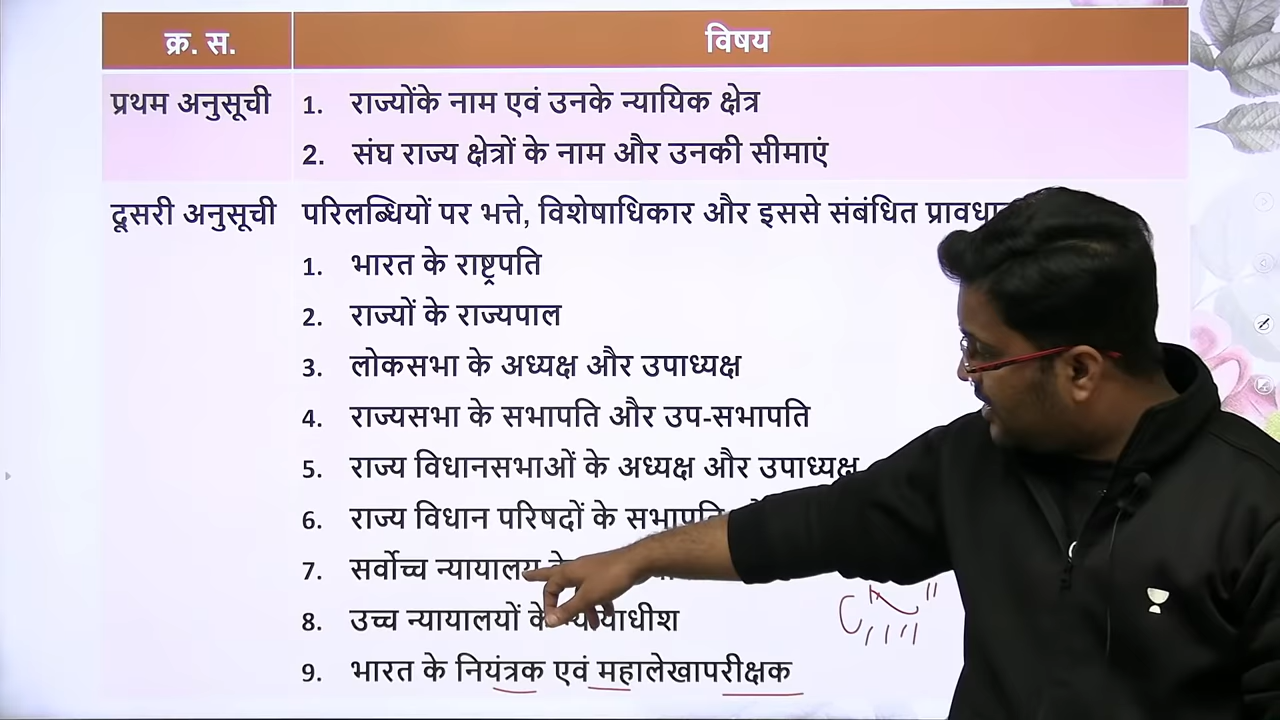 क्र. स. विषय
प्रथम अनुसूची 1. राज्योंके नाम एवं उनके न्यायिक क्षेत्र
2. संघ राज्य क्षेत्रों के नाम और उनकी सीमाएं
दूसरी अनुसूची परिलब्धियों पर भत्ते, विशेषाधिकार और इससे संबंधित
1. भारत के राष्ट्रपति
2. राज्यों के राज्यपाल
3. लोकसभा के अध्यक्ष और उपाध्यक्ष
4. राज्यसभा के सभापति और उप-सभापति
5. राज्य विधानसभाओं के अध्यक्ष और उपाध्यक्ष
6. राज्य विधान परिषदों के सभापति
7. सर्वोच्च न्यायालय
8. उच्च न्यायालयों के न्यायाधीश
9. भारत के नियंत्रक एवं महालेखापरीक्षक